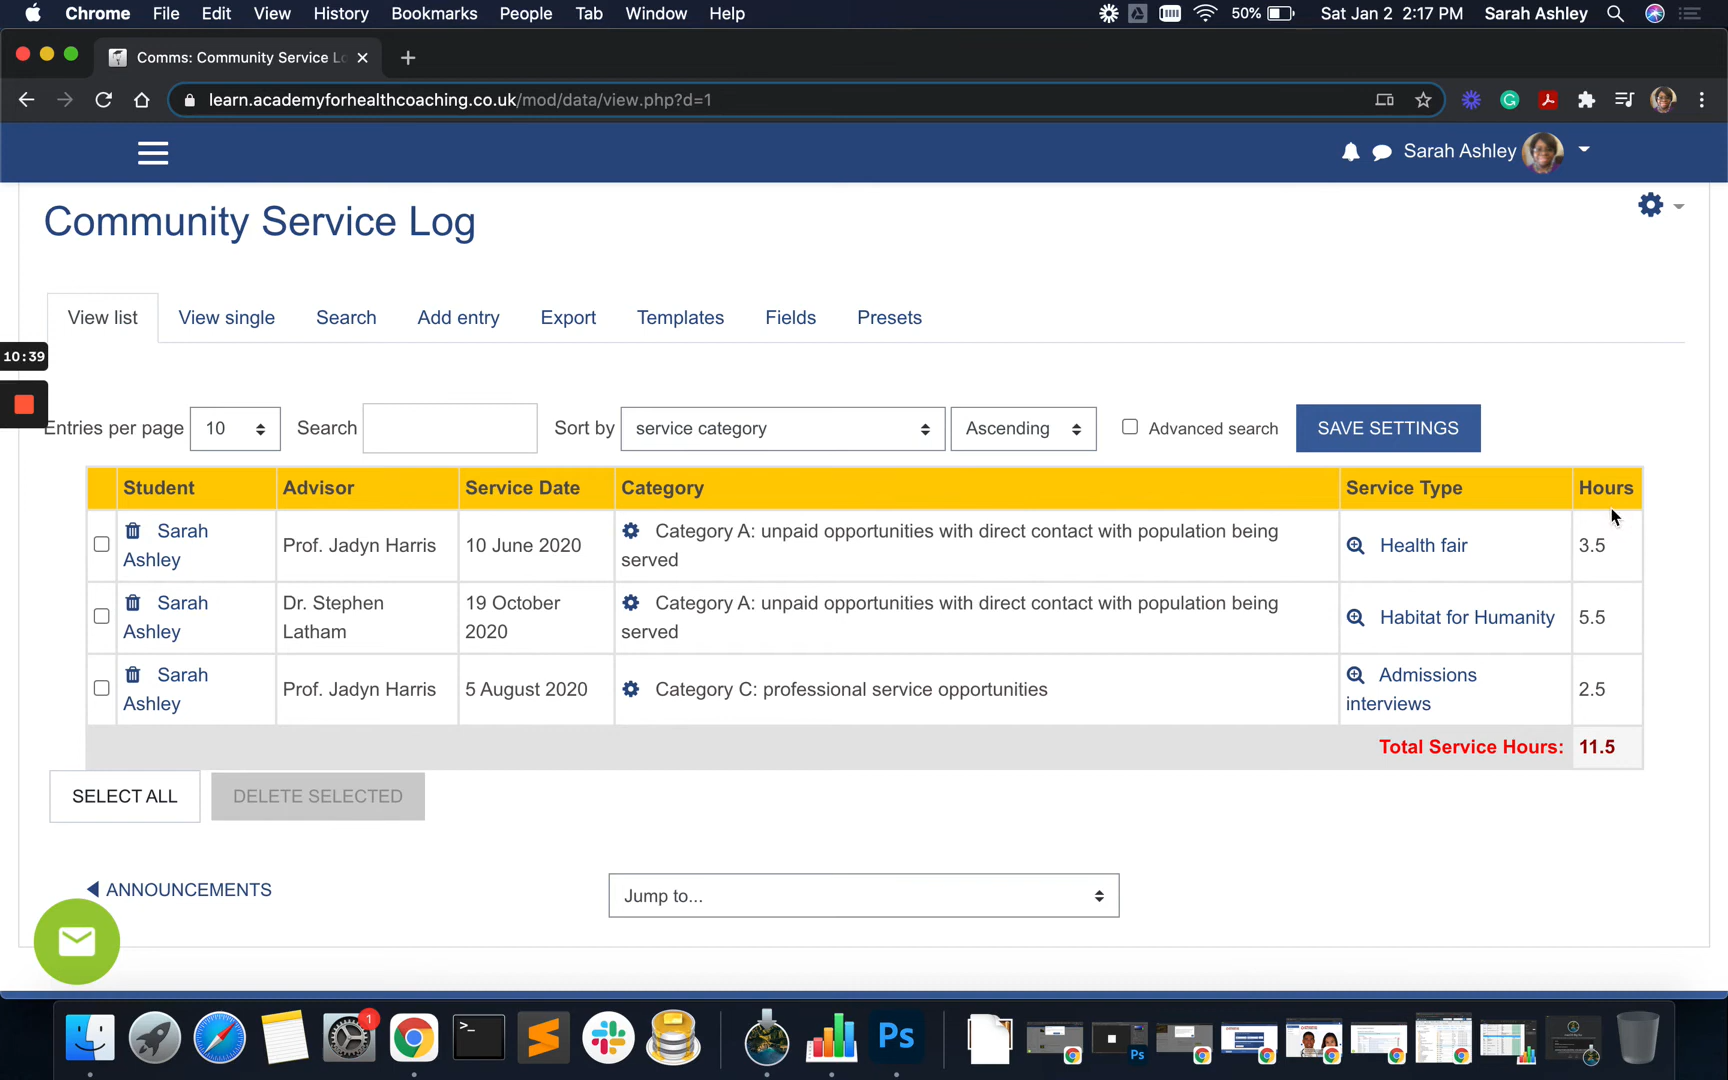 Chrome File Edit View History Bookmarks People Tab Window Help 50% Sat Jan 2 2:17 PM Sarah Ashley
Comms: Community Service Lo
learn.academyforhealthcoaching.co.uk/mod/data/view.php?d=1
Sarah Ashley
Community Service Log
View list View single Search Add entry Export Templates Fields Presets
10:39
Entries per page 10 Search Sort by service category Ascending Advanced search SAVE SETTINGS
Student Advisor Service Date Category Service Type Hours
Sarah Ashley Prof. Jadyn Harris 10 June 2020 Category A: unpaid opportunities with direct contact with population being served Health fair 3.5
Sarah Ashley Dr. Stephen Latham 19 October 2020 Category A: unpaid opportunities with direct contact with population being served Habitat for Humanity 5.5
Sarah Ashley Prof. Jadyn Harris 5 August 2020 Category C: professional service opportunities Admissions interviews 2.5
Total Service Hours: 11.5
SELECT ALL DELETE SELECTED
ANNOUNCEMENTS Jump to...
1
Ps
Ps